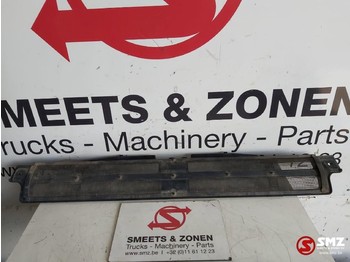 SMEETS & ZONEN
Trucks - Machinery - Parts
SMEETS & ZONEN
Trucks - Machinery - Parts
SMZ